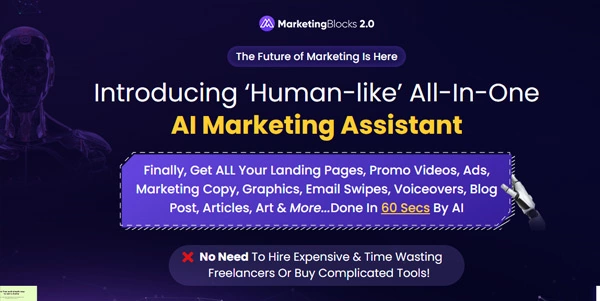 MarketingBlocks 2.0
The Future of Marketing Is Here
Introducing ‘Human-like’ All-In-One
AI Marketing Assistant
Finally, Get ALL Your Landing Pages, Promo Videos, Ads,
Marketing Copy, Graphics, Email Swipes, Voiceovers, Blog
Post, Articles, Art & More...Done In 60 Secs By AI
No Need To Hire Expensive & Time Wasting
Freelancers Or Buy Complicated Tools!